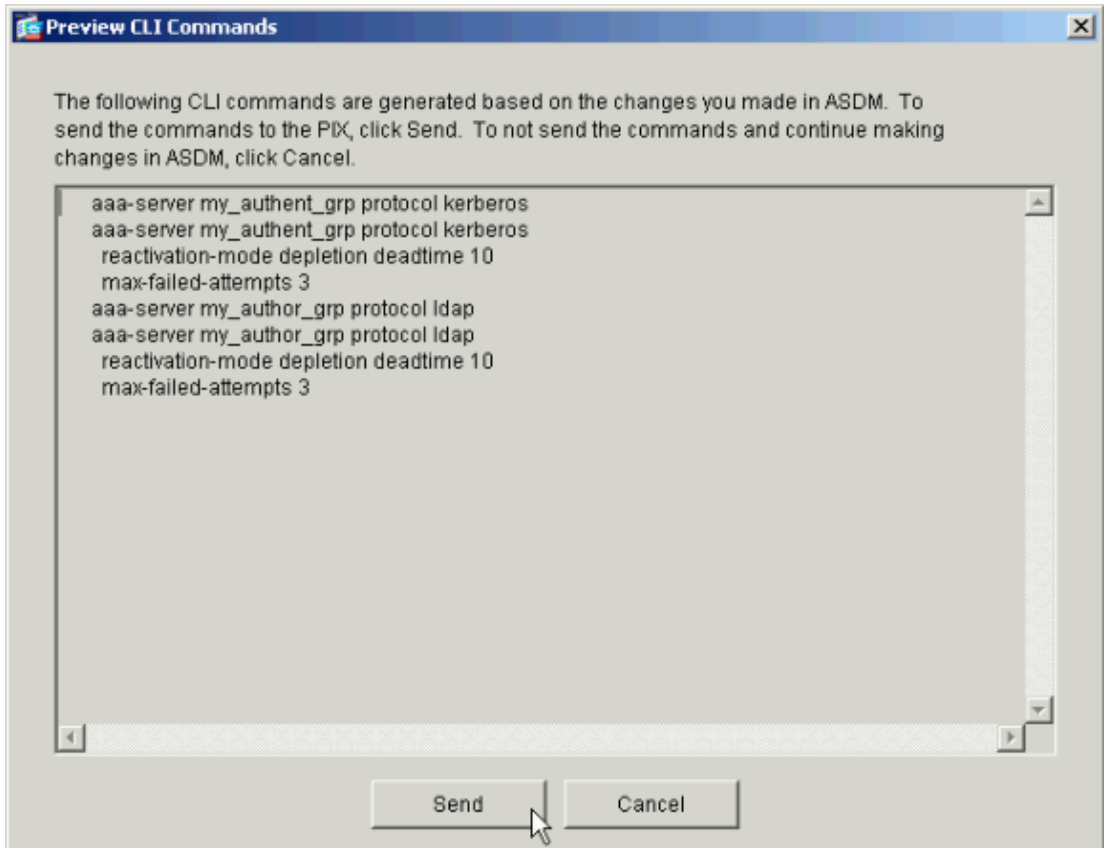 Preview CLI Commands
The following CLI commands are generated based on the changes you made in ASDM. To
send the commands to the PIX, click Send. To not send the commands and continue making
changes in ASDM, click Cancel.
aaa-server my_authent_grp protocol kerberos
aaa-server my_authent_grp protocol kerberos
reactivation-mode depletion deadtime 10
max-failed-attempts 3
aaa-server my_author_grp protocol ldap
aaa-server my_author_grp protocol ldap
reactivation-mode depletion deadtime 10
max-failed-attempts 3
Send Cancel